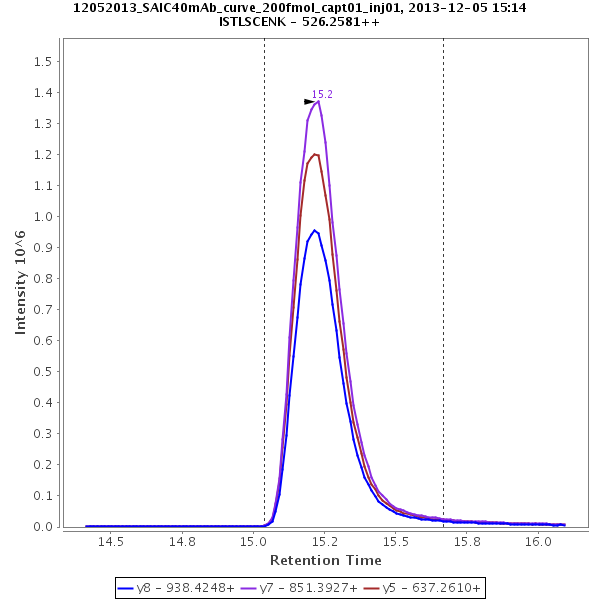 12052013_SAIC40mAb_curve_200fmol_capt01_inj01, 2013-12-05 15:14
ISTLSCENK - 526.2581++
15.2
1.5
1.4
1.3
1.2
1.1
1.0
0.9
0.8
0.7
0.6
0.5
0.4
0.3
0.2
0.1
0.0
Intensity 10^6
14.5 14.8 15.0 15.2 15.5 15.8 16.0
Retention Time
y8 - 938.4248+ y7 - 851.3927+ y5 - 637.2610+